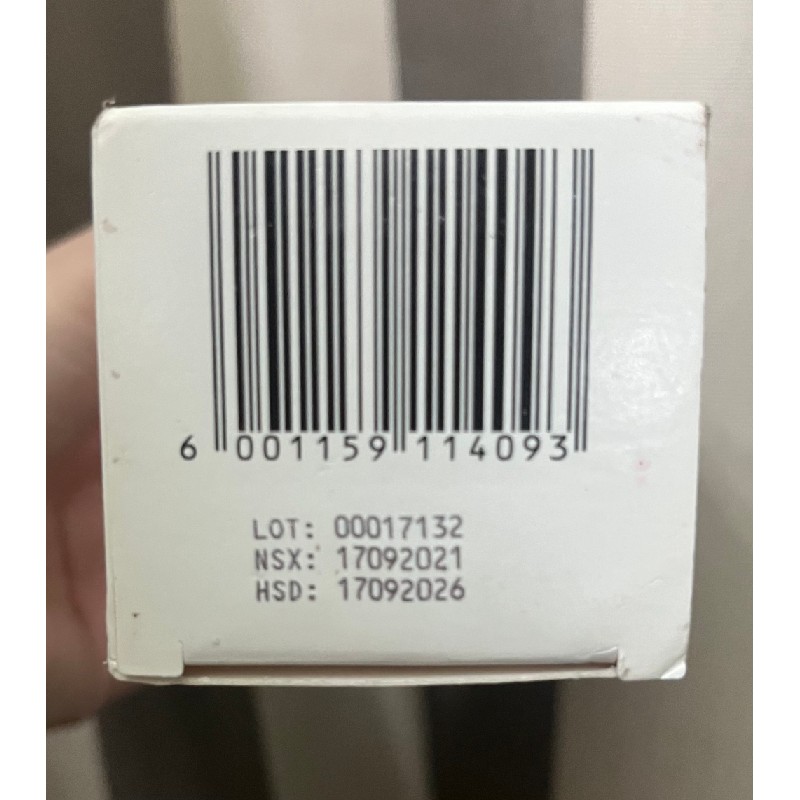 6 001159 114093
LOT: 00017132
NSX: 17092021
HSD: 17092026